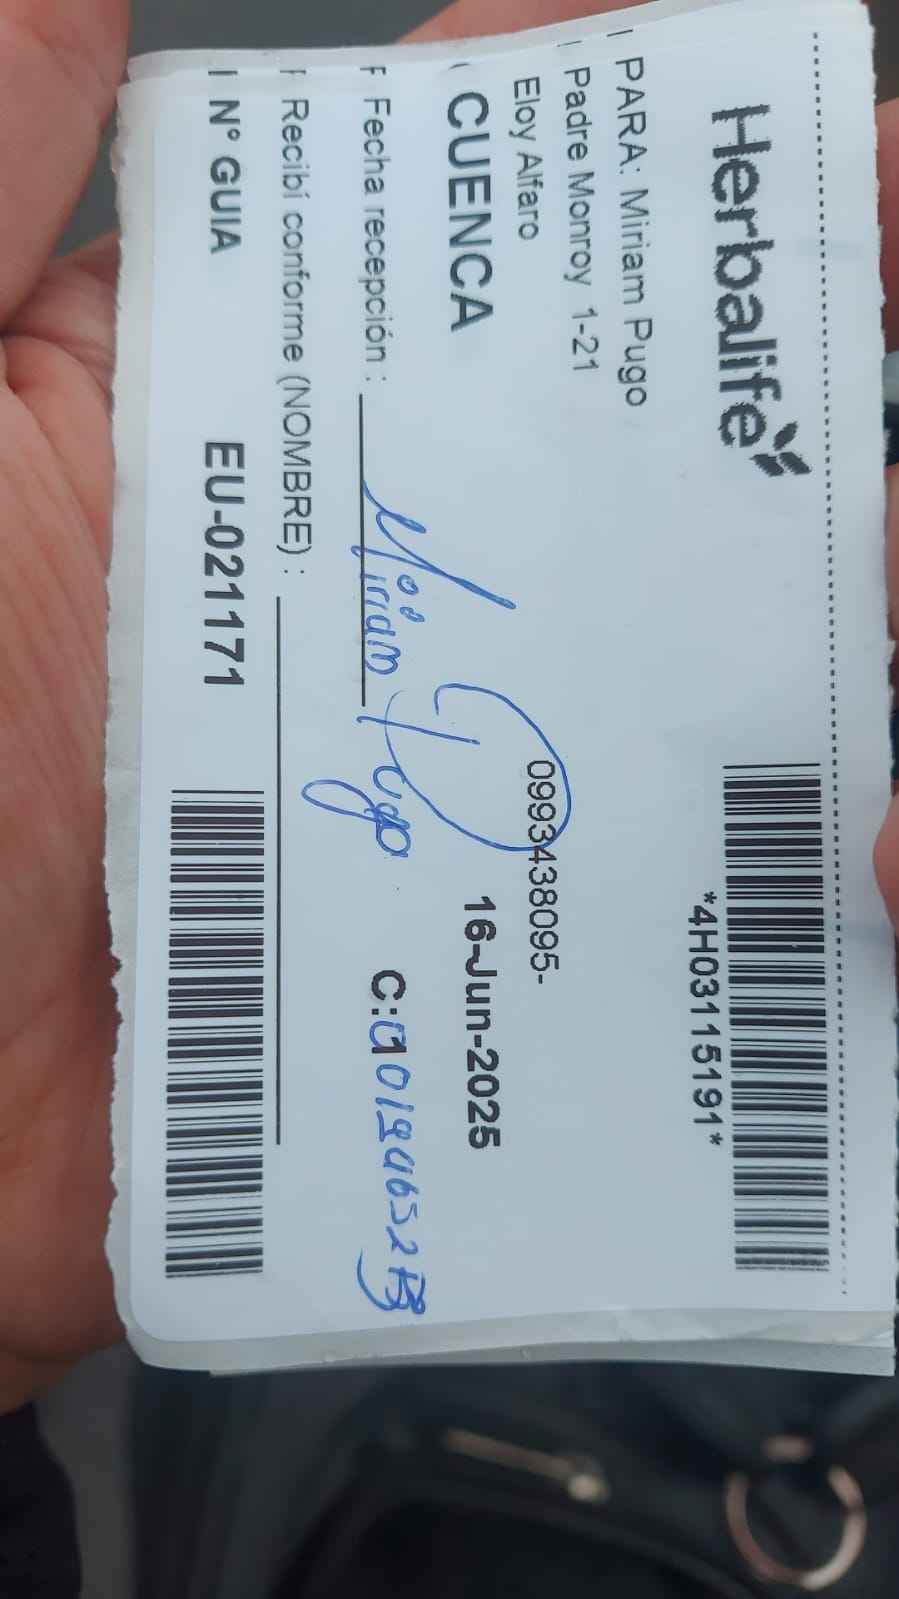 Herbalife
*4H03115191*
PARA: Miriam Pugo
Padre Monroy 1-21
Eloy Alfaro
0993438095-
CUENCA
16-Jun-2025
Fecha recepción :
Miriam Pugo
C:1
Recibí conforme (NOMBRE) :
N° GUIA
EU-021171